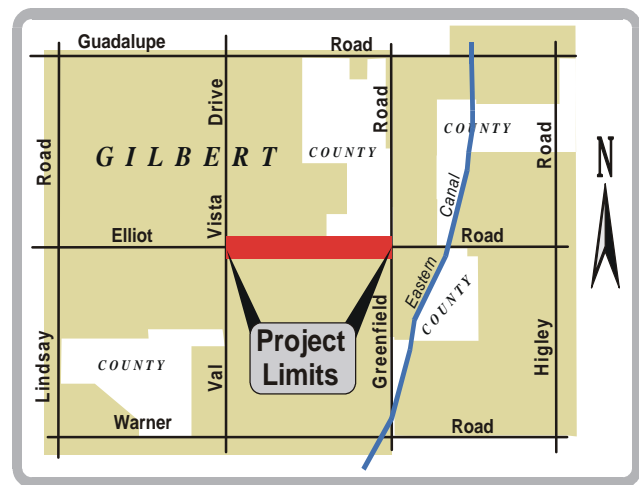 Guadalupe Road
Road
Drive
Road
Road
COUNTY
GILBERT
COUNTY
N
Canal
Vista
Elliot Road
Eastern
COUNTY
Project
Limits
COUNTY
Lindsay
Val
Greenfield
Higley
Warner Road